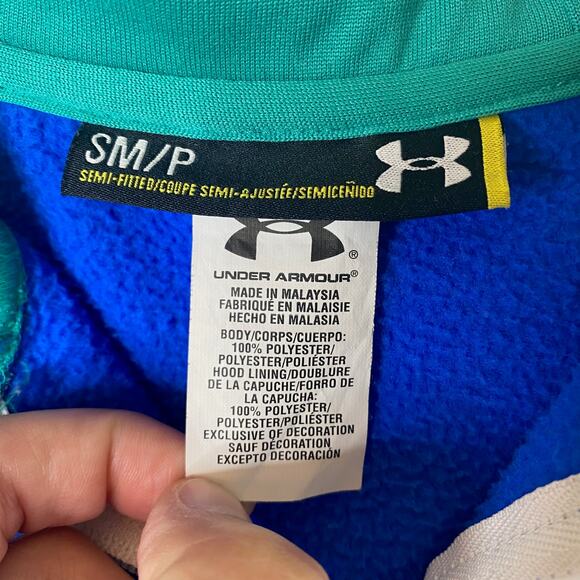 SM/P
SEMI-FITTED/COUPE SEMI-AJUSTÉE/SEMICEÑIDO
®
UNDER ARMOUR®
MADE IN MALAYSIA
FABRIQUÉ EN MALAISIE
HECHO EN MALASIA
BODY/CORPS/CUERPO:
100% POLYESTER/
POLYESTER/POLIÉSTER
HOOD LINING/DOUBLURE
DE LA CAPUCHE/FORRO DE
LA CAPUCHA:
100% POLYESTER/
POLYESTER/POLIÉSTER
EXCLUSIVE OF DECORATION
SAUF DÉCORATION
EXCEPTO DECORACIÓN